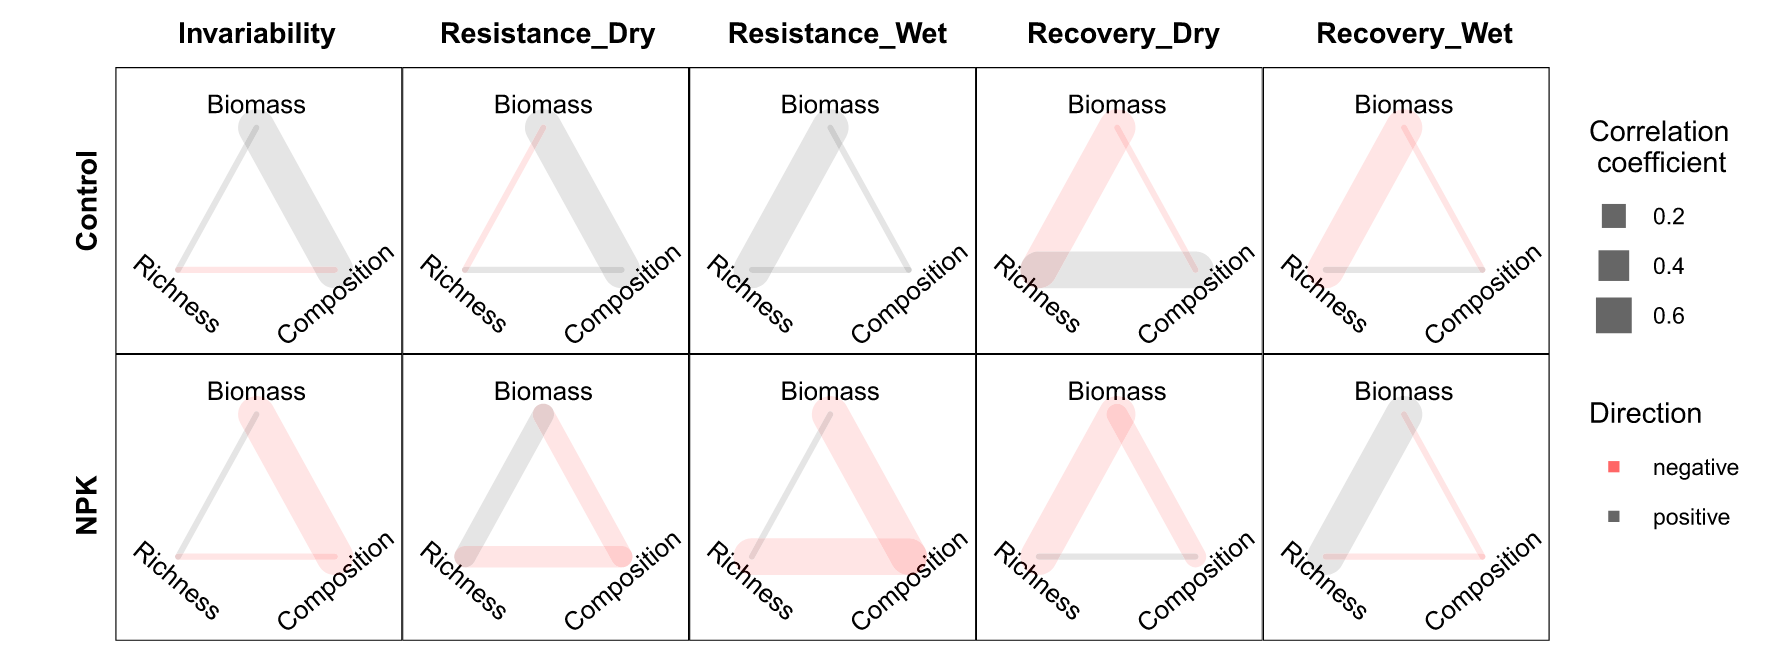 Invariability Resistance_Dry Resistance_Wet Recovery_Dry Recovery_Wet
Control
Biomass Biomass Biomass Biomass Biomass
Richness Composition Richness Composition Richness Composition Richness Composition Richness Composition
NPK
Biomass Biomass Biomass Biomass Biomass
Richness Composition Richness Composition Richness Composition Richness Composition Richness Composition
Correlation
coefficient
0.2
0.4
0.6
Direction
negative
positive